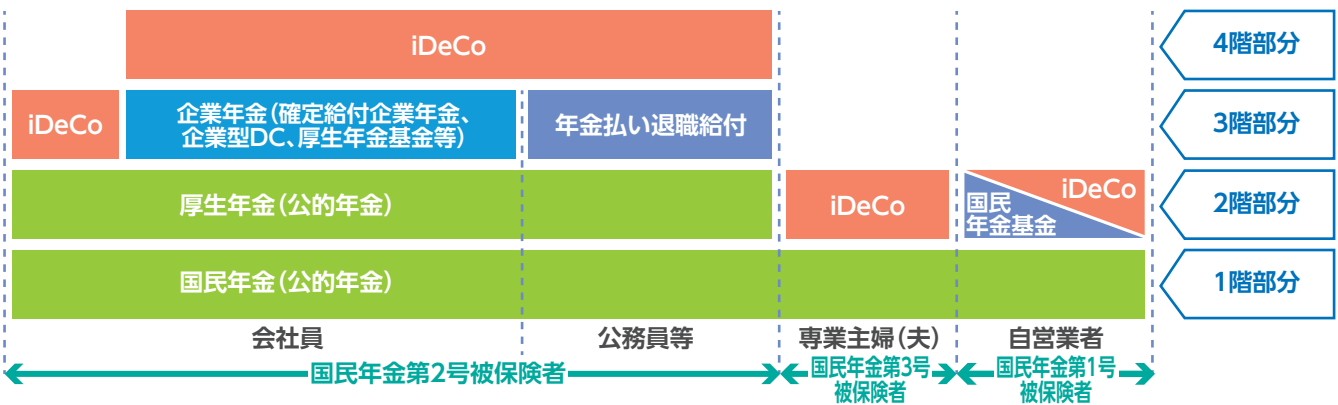 iDeCo
4階部分
iDeCo
企業年金（確定給付企業年金、
企業型DC、厚生年金基金等）
年金払い退職給付
3階部分
厚生年金（公的年金）
iDeCo
iDeCo
国民
年金基金
2階部分
国民年金（公的年金）
1階部分
会社員
公務員等
専業主婦（夫）
自営業者
国民年金第2号被保険者
国民年金第3号
被保険者
国民年金第1号
被保険者